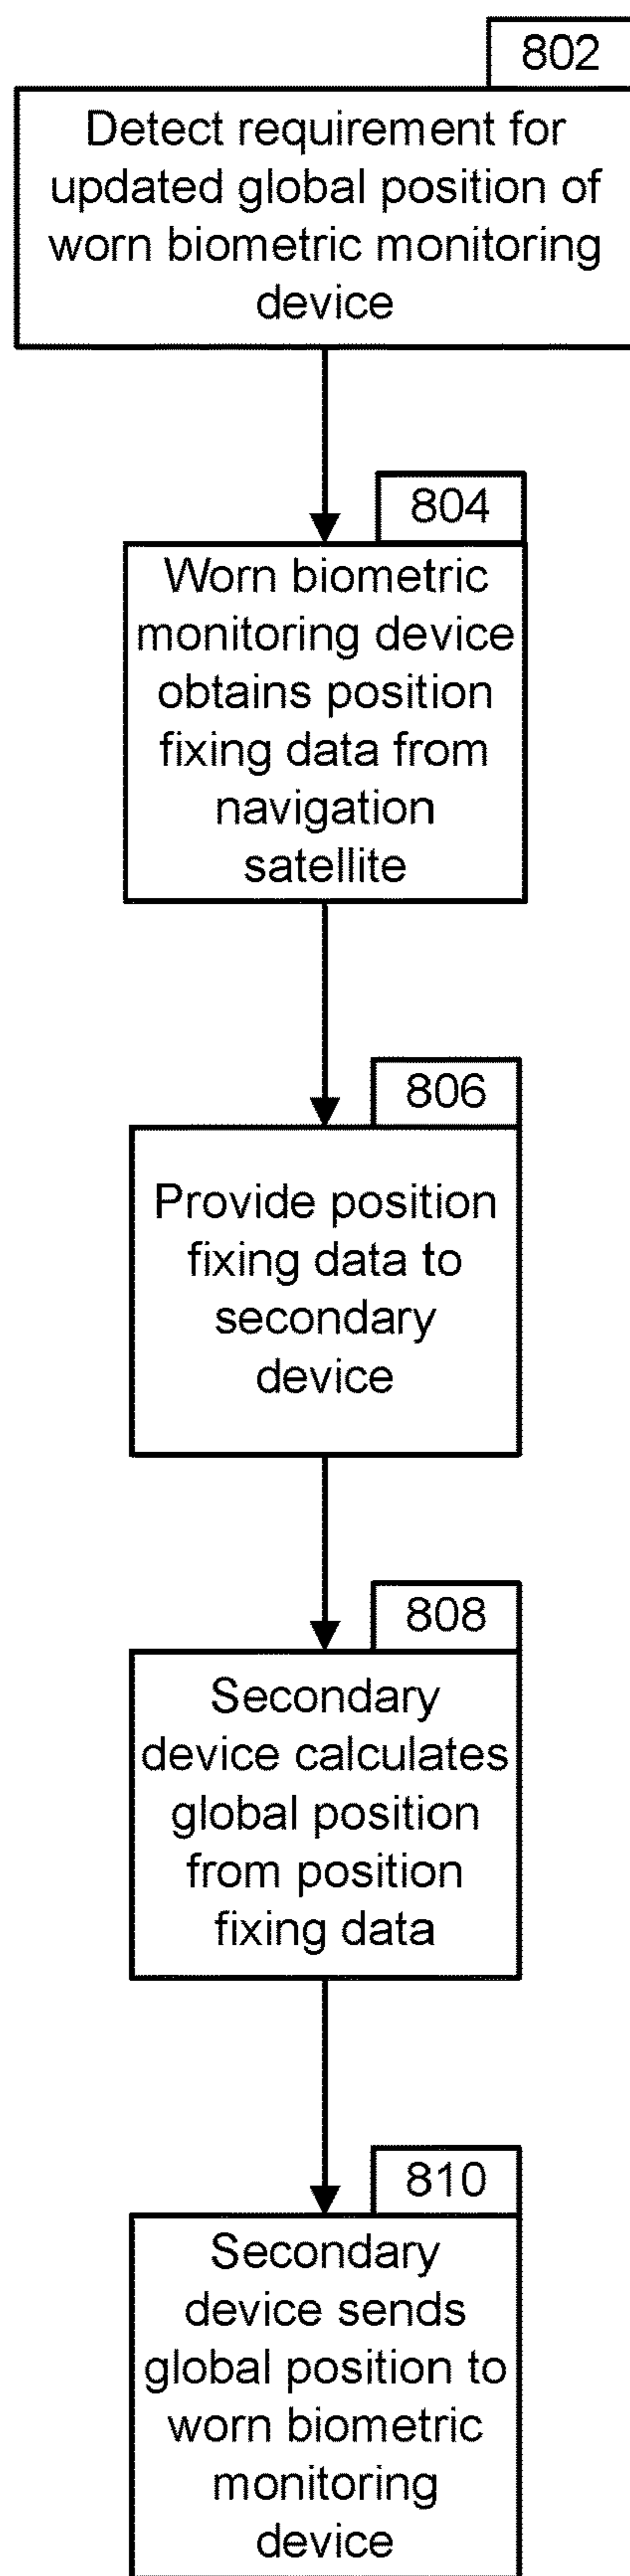 802
Detect requirement for
updated global position of
worn biometric monitoring
device
804
Worn biometric
monitoring device
obtains position
fixing data from
navigation
satellite
806
Provide position
fixing data to
secondary
device
808
Secondary
device calculates
global position
from position
fixing data
810
Secondary
device sends
global position to
worn biometric
monitoring
device